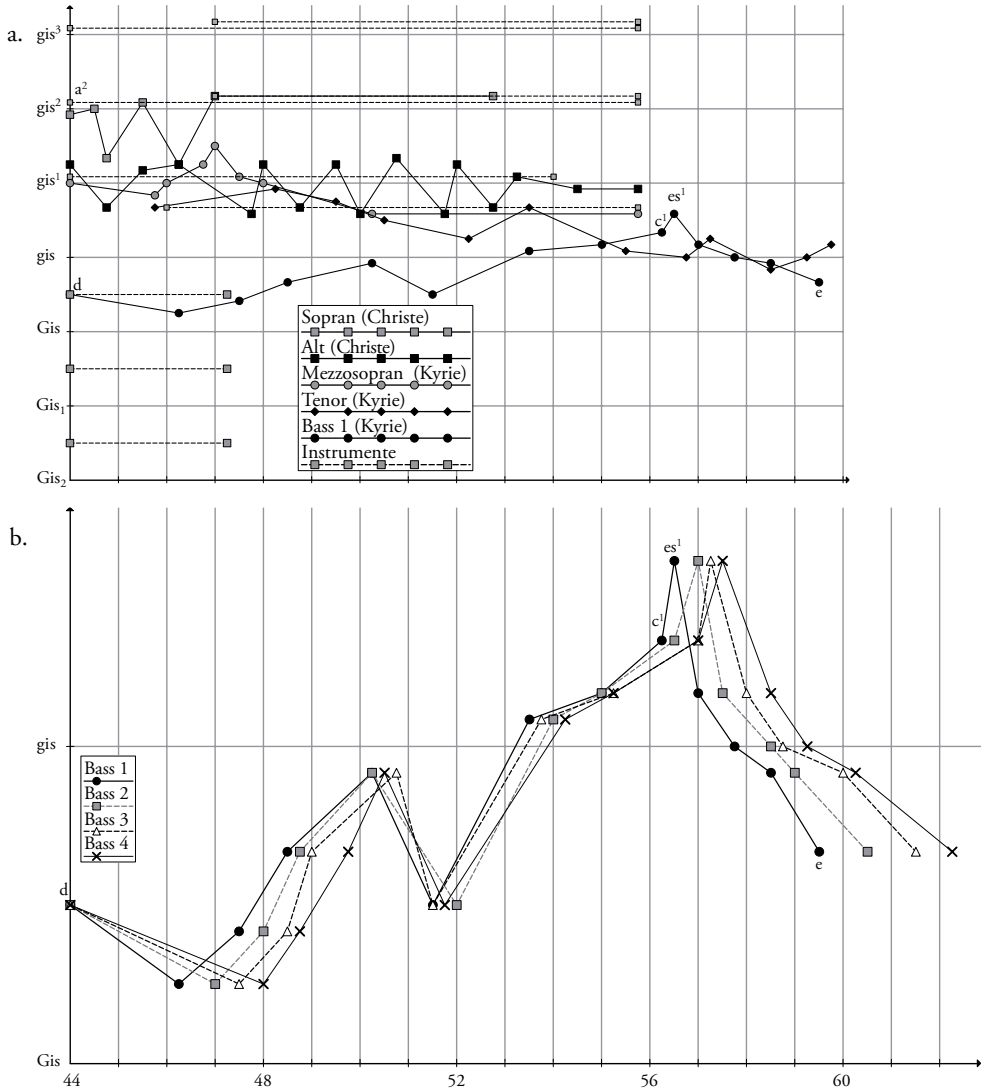 a.
gis³
a²
gis²
gis¹
es¹
c¹
gis
d
e
Gis
Sopran (Christe)
Alt (Christe)
Mezzosopran (Kyrie)
Tenor (Kyrie)
Bass 1 (Kyrie)
Instrumente
Gis₁
Gis₂
b.
es¹
c¹
gis
Bass 1
Bass 2
Bass 3
Bass 4
d
e
Gis
44 48 52 56 60